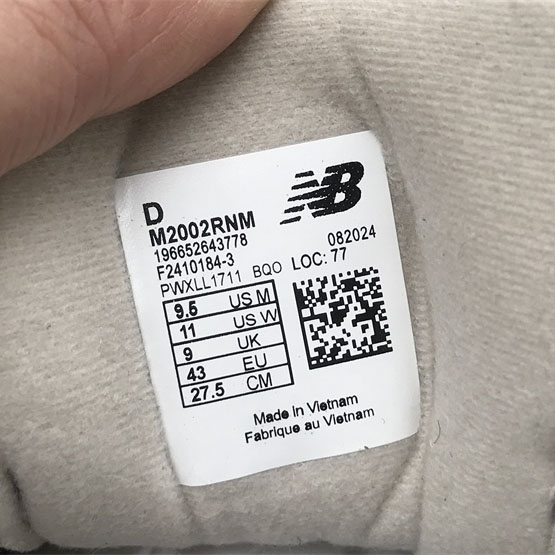 D
NB
M2002RNM
196652643778
082024
F2410184-3
LOC: 77
PWXLL1711 BQO
9.5 US M
11 US W
9 UK
43 EU
27.5 CM
Made in Vietnam
Fabrique au Vietnam